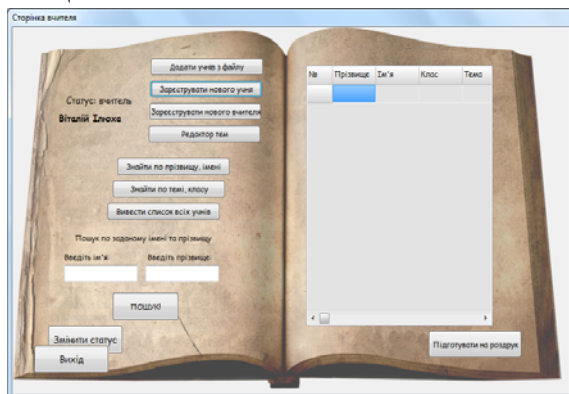 Сторінка вчителя
Додати учнів з файлу
Зареєструвати нового учня
Зареєструвати нового вчителя
Редактор тем
Статус: вчитель
Віталій Ілюха
Знайти по прізвищу, імені
Знайти по темі, класу
Вивести список всіх учнів
Пошук по заданому імені та прізвищу
Введіть ім'я: Введіть прізвище:
ПОШУК!
Змінити статус
Вихід
№ Прізвище Ім'я Клас Тема
Підготувати на роздрук